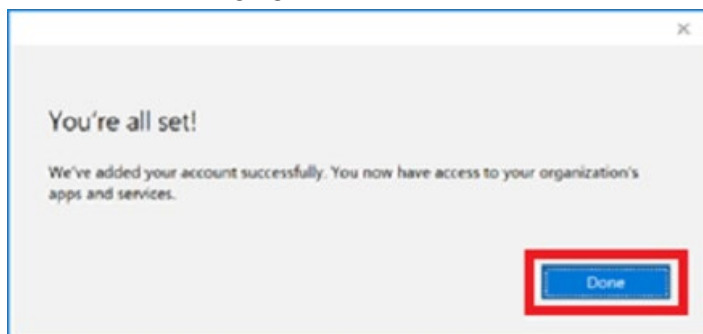 You're all set!
We've added your account successfully. You now have access to your organization's
apps and services.
Done